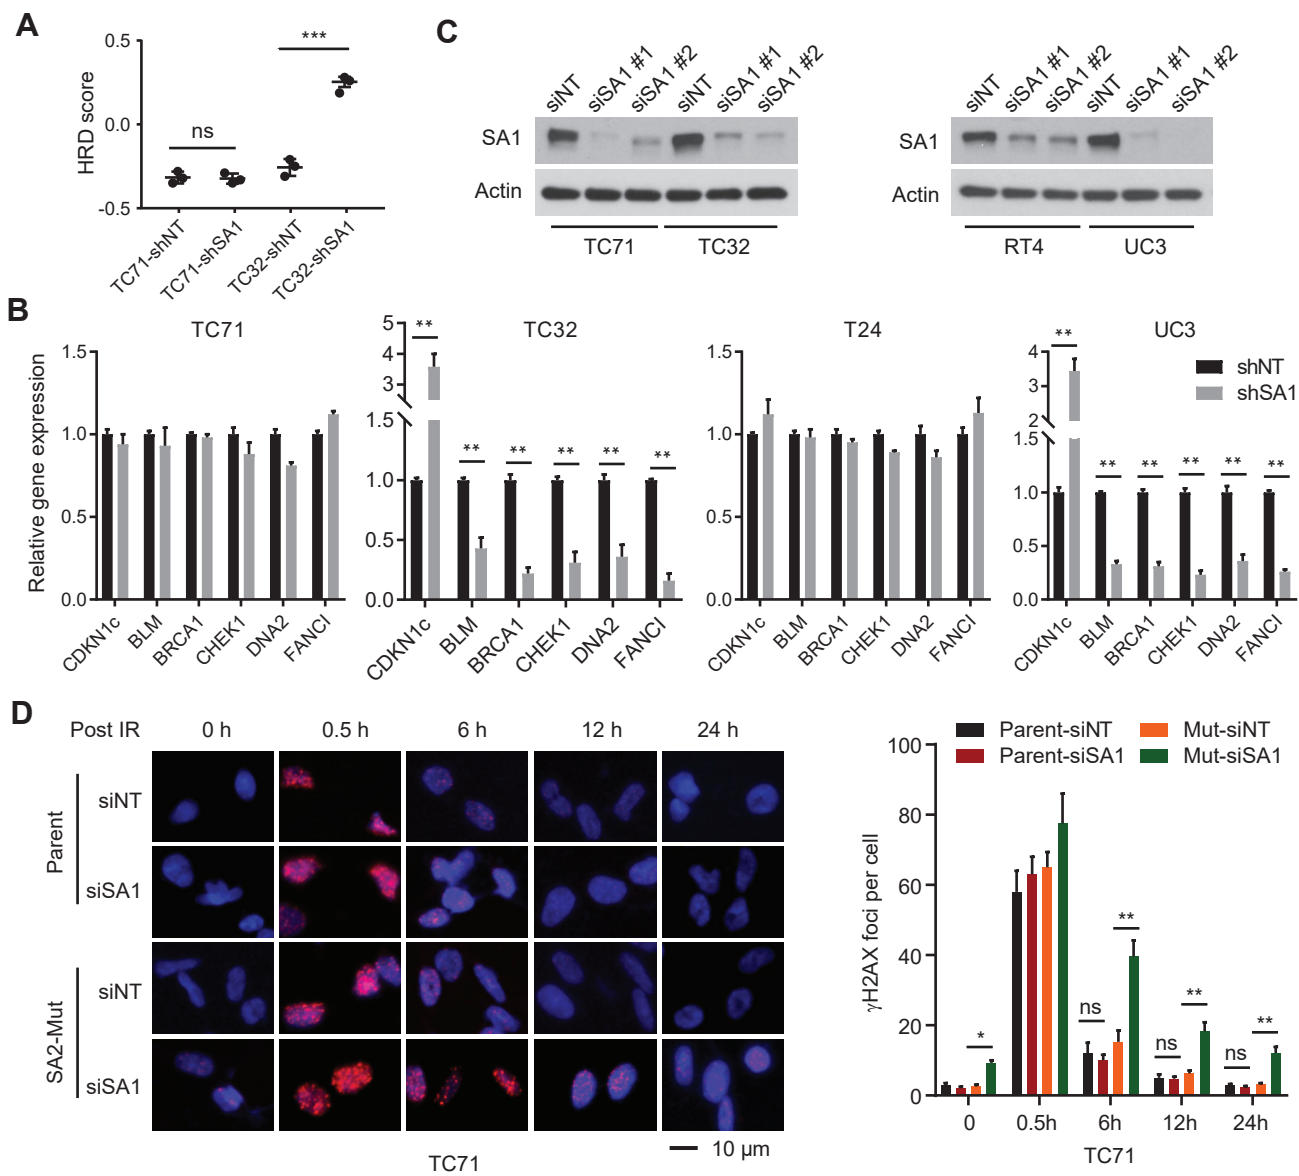 A
HRD score
0.5
0.0
-0.5
ns
***
TC71-shNT
TC71-shSA1
TC32-shNT
TC32-shSA1
C
siNT siSA1 #1 siSA1 #2 siNT siSA1 #1 siSA1 #2
SA1
Actin
TC71 TC32
siNT siSA1 #1 siSA1 #2 siNT siSA1 #1 siSA1 #2
SA1
Actin
RT4 UC3
B
Relative gene expression
TC71
1.5
1.0
0.5
0.0
CDKN1c BLM BRCA1 CHEK1 DNA2 FANCI
TC32
5
4
3
1.5
1.0
0.5
0.0
** ** ** ** ** **
CDKN1c BLM BRCA1 CHEK1 DNA2 FANCI
T24
1.5
1.0
0.5
0.0
CDKN1c BLM BRCA1 CHEK1 DNA2 FANCI
UC3
4
3
2
1.5
1.0
0.5
0.0
** ** ** ** ** **
CDKN1c BLM BRCA1 CHEK1 DNA2 FANCI
shNT
shSA1
D
Post IR 0 h 0.5 h 6 h 12 h 24 h
Parent
siNT
siSA1
SA2-Mut
siNT
siSA1
10 µm
TC71
Parent-siNT Mut-siNT
Parent-siSA1 Mut-siSA1
γH2AX foci per cell
100
80
60
40
20
0
*
ns **
ns **
ns **
0 0.5h 6h 12h 24h
TC71